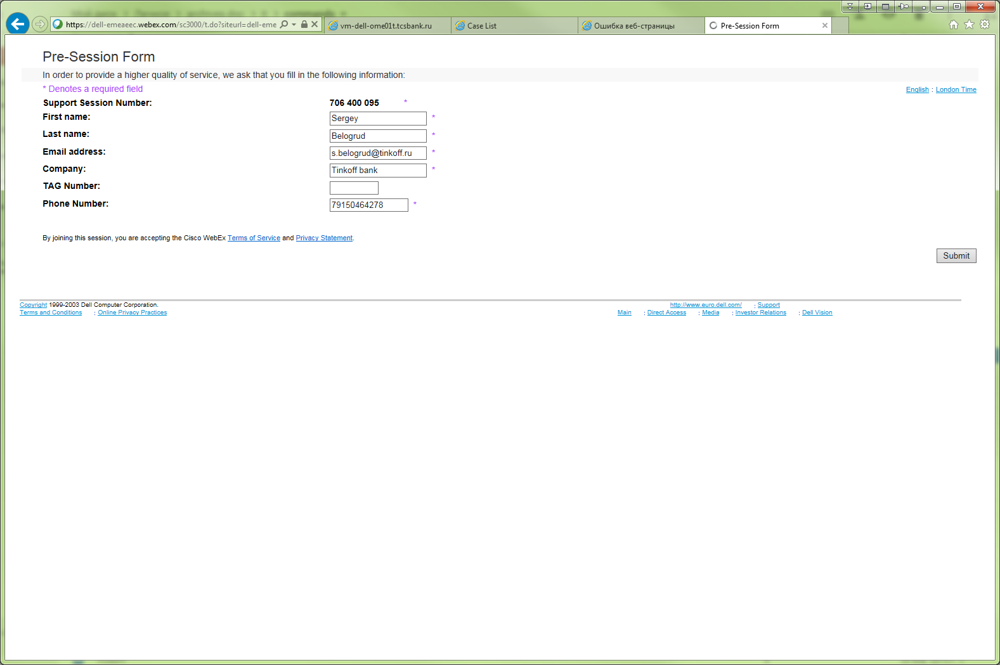 https://dell-emeaeec.webex.com/sc3000/t.do?siteurl=dell-eme
vm-dell-ome01t.tcsbank.ru
Case List
Ошибка веб-страницы
Pre-Session Form
Pre-Session Form
In order to provide a higher quality of service, we ask that you fill in the following information:
* Denotes a required field
English : London Time
Support Session Number: 706 400 095 *
First name: Sergey *
Last name: Belogrud *
Email address: s.belogrud@tinkoff.ru *
Company: Tinkoff bank *
TAG Number:
Phone Number: 79150464278 *
By joining this session, you are accepting the Cisco WebEx Terms of Service and Privacy Statement.
Submit
Copyright 1999-2003 Dell Computer Corporation.
http://www.euro.dell.com/ : Support
Terms and Conditions : Online Privacy Practices
Main : Direct Access : Media : Investor Relations : Dell Vision